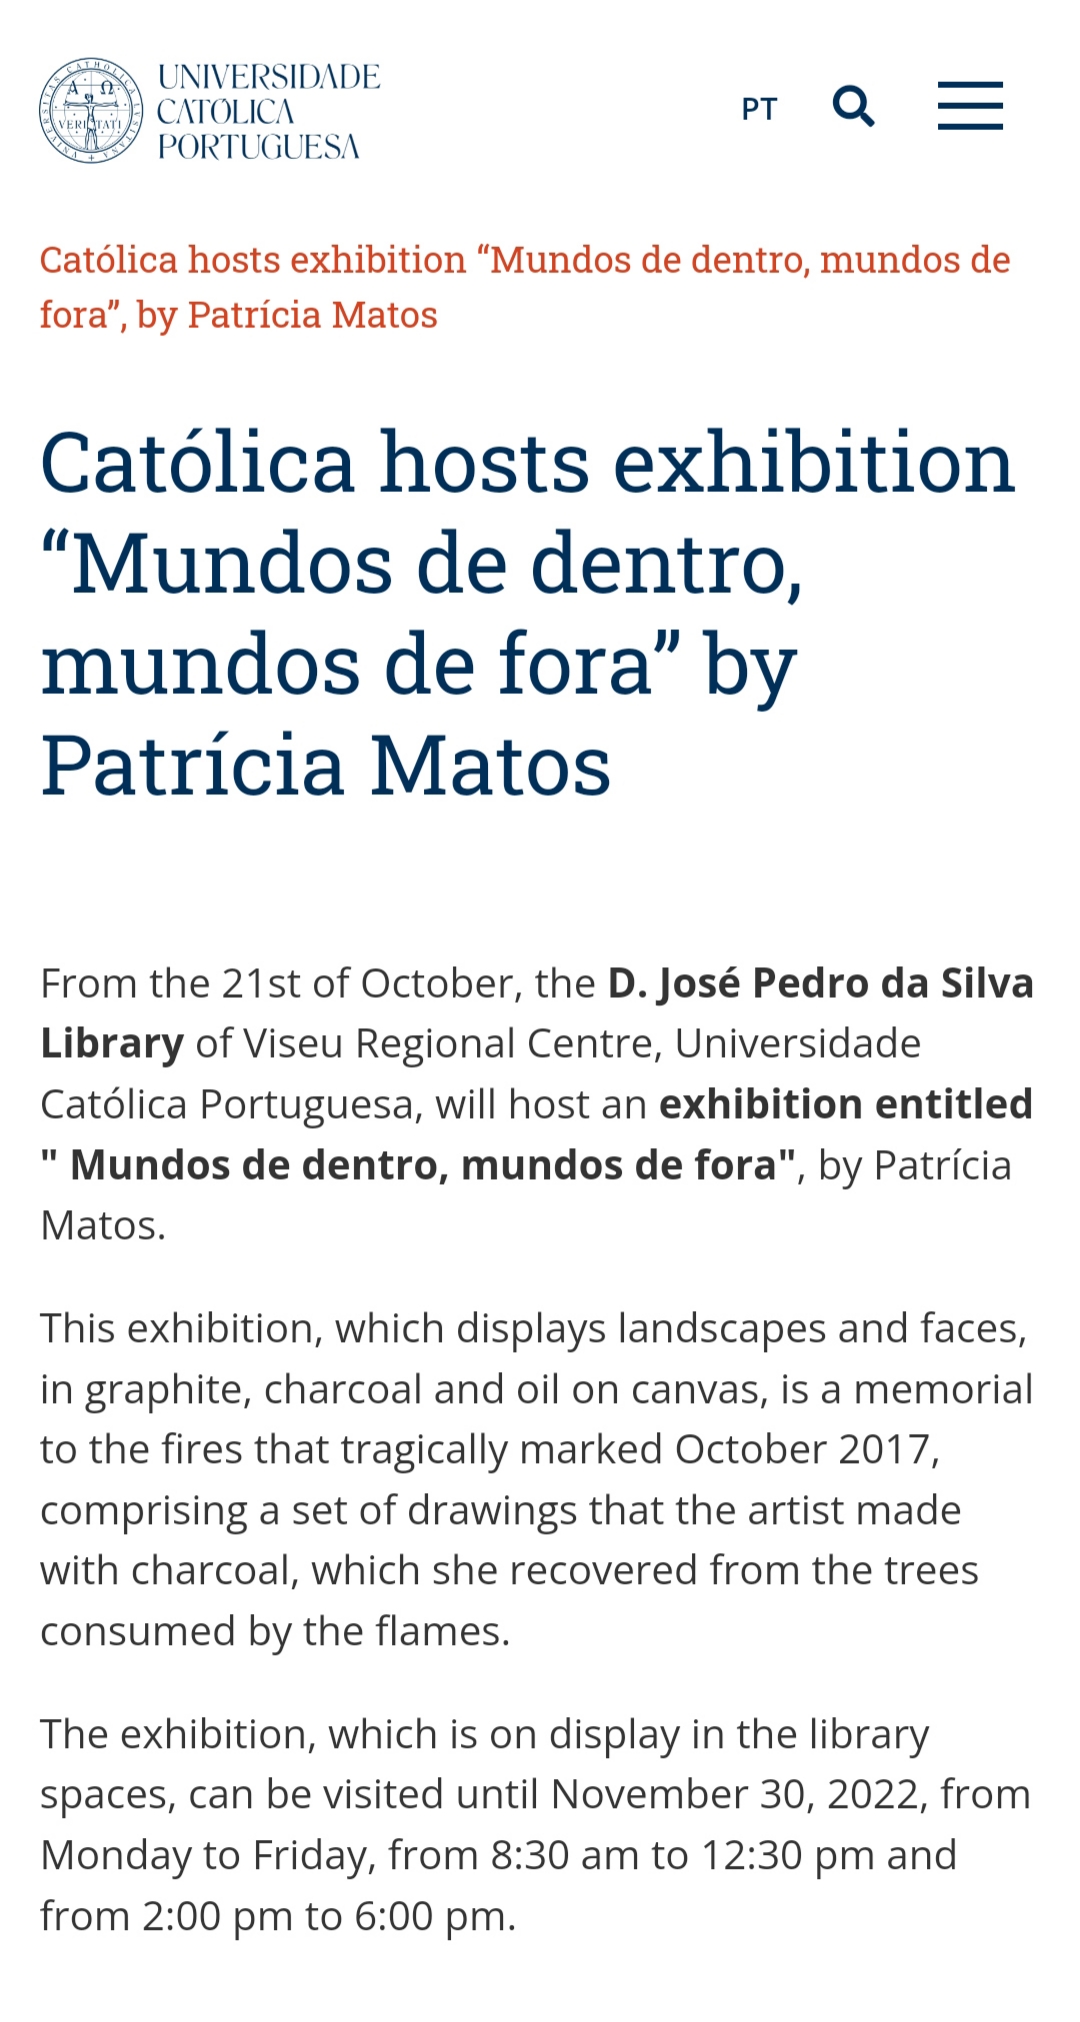 UNIVERSIDADE
CATÓLICA
PORTUGUESA
PT
Católica hosts exhibition “Mundos de dentro, mundos de
fora”, by Patrícia Matos
Católica hosts exhibition
“Mundos de dentro,
mundos de fora” by
Patrícia Matos
From the 21st of October, the D. José Pedro da Silva
Library of Viseu Regional Centre, Universidade
Católica Portuguesa, will host an exhibition entitled
" Mundos de dentro, mundos de fora", by Patrícia
Matos.
This exhibition, which displays landscapes and faces,
in graphite, charcoal and oil on canvas, is a memorial
to the fires that tragically marked October 2017,
comprising a set of drawings that the artist made
with charcoal, which she recovered from the trees
consumed by the flames.
The exhibition, which is on display in the library
spaces, can be visited until November 30, 2022, from
Monday to Friday, from 8:30 am to 12:30 pm and
from 2:00 pm to 6:00 pm.